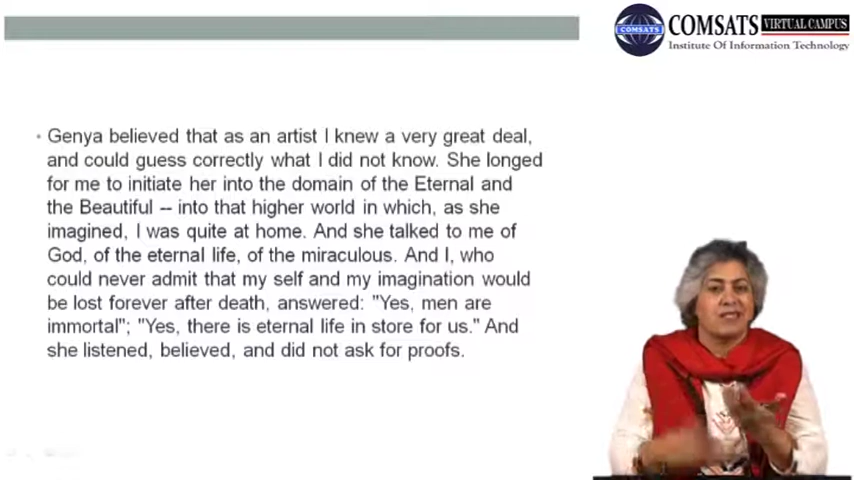 COMSATS
COMSATS VIRTUAL CAMPUS
Institute Of Information Technology
• Genya believed that as an artist I knew a very great deal,
and could guess correctly what I did not know. She longed
for me to initiate her into the domain of the Eternal and
the Beautiful -- into that higher world in which, as she
imagined, I was quite at home. And she talked to me of
God, of the eternal life, of the miraculous. And I, who
could never admit that my self and my imagination would
be lost forever after death, answered: "Yes, men are
immortal"; "Yes, there is eternal life in store for us." And
she listened, believed, and did not ask for proofs.